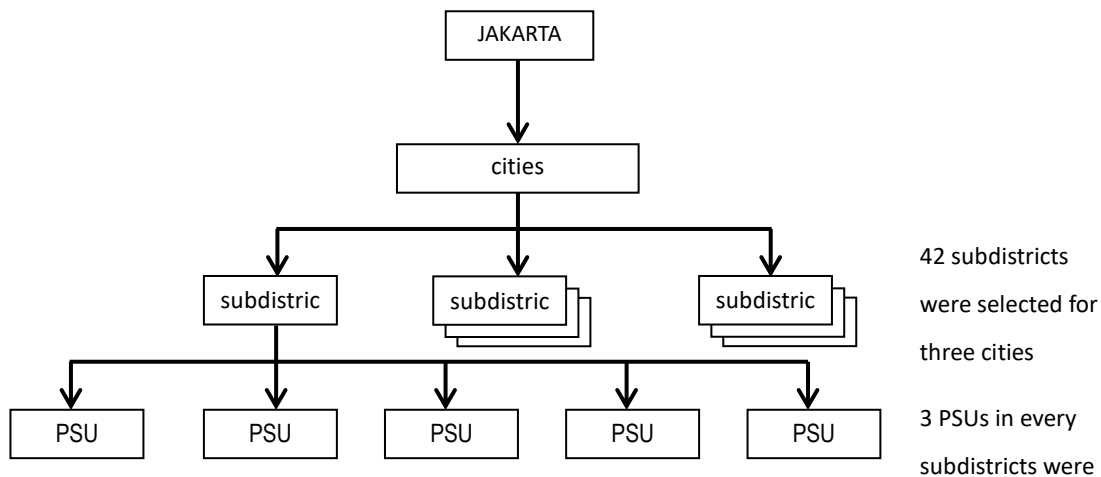 JAKARTA
cities
subdistric
subdistric
subdistric
42 subdistricts
were selected for
three cities
PSU
PSU
PSU
PSU
PSU
3 PSUs in every
subdistricts were